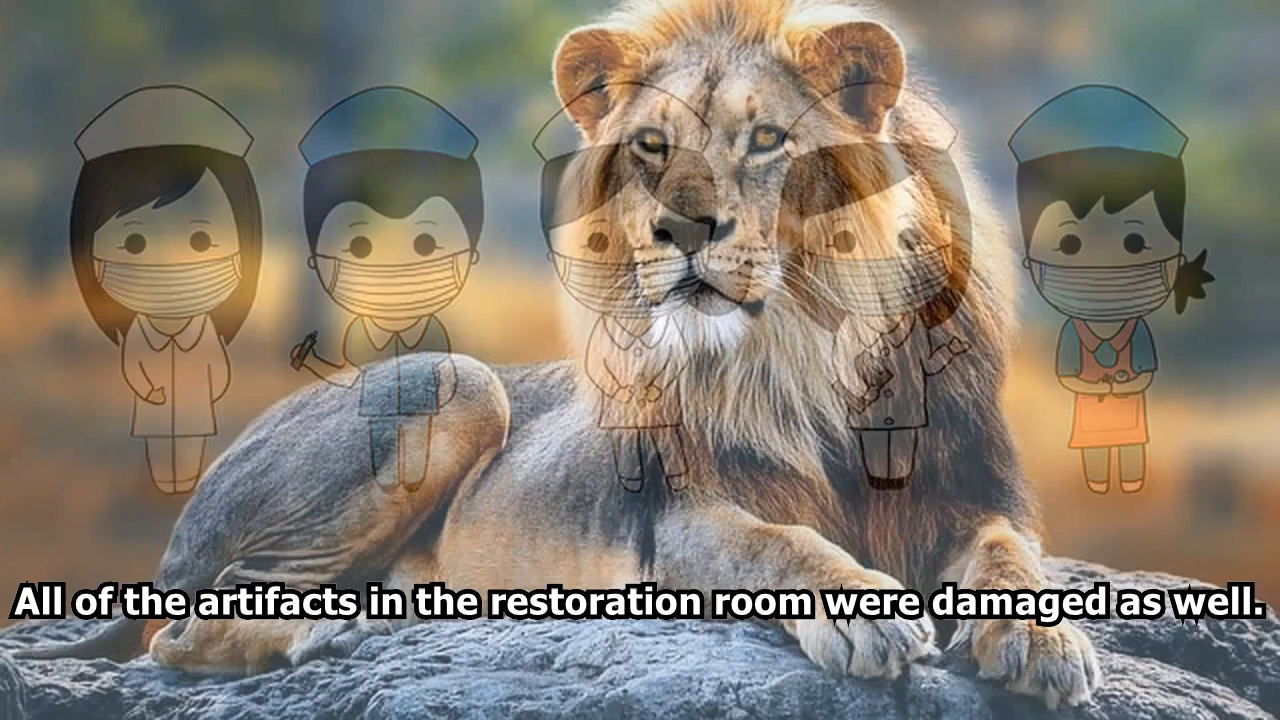 All of the artifacts in the restoration room were damaged as well.